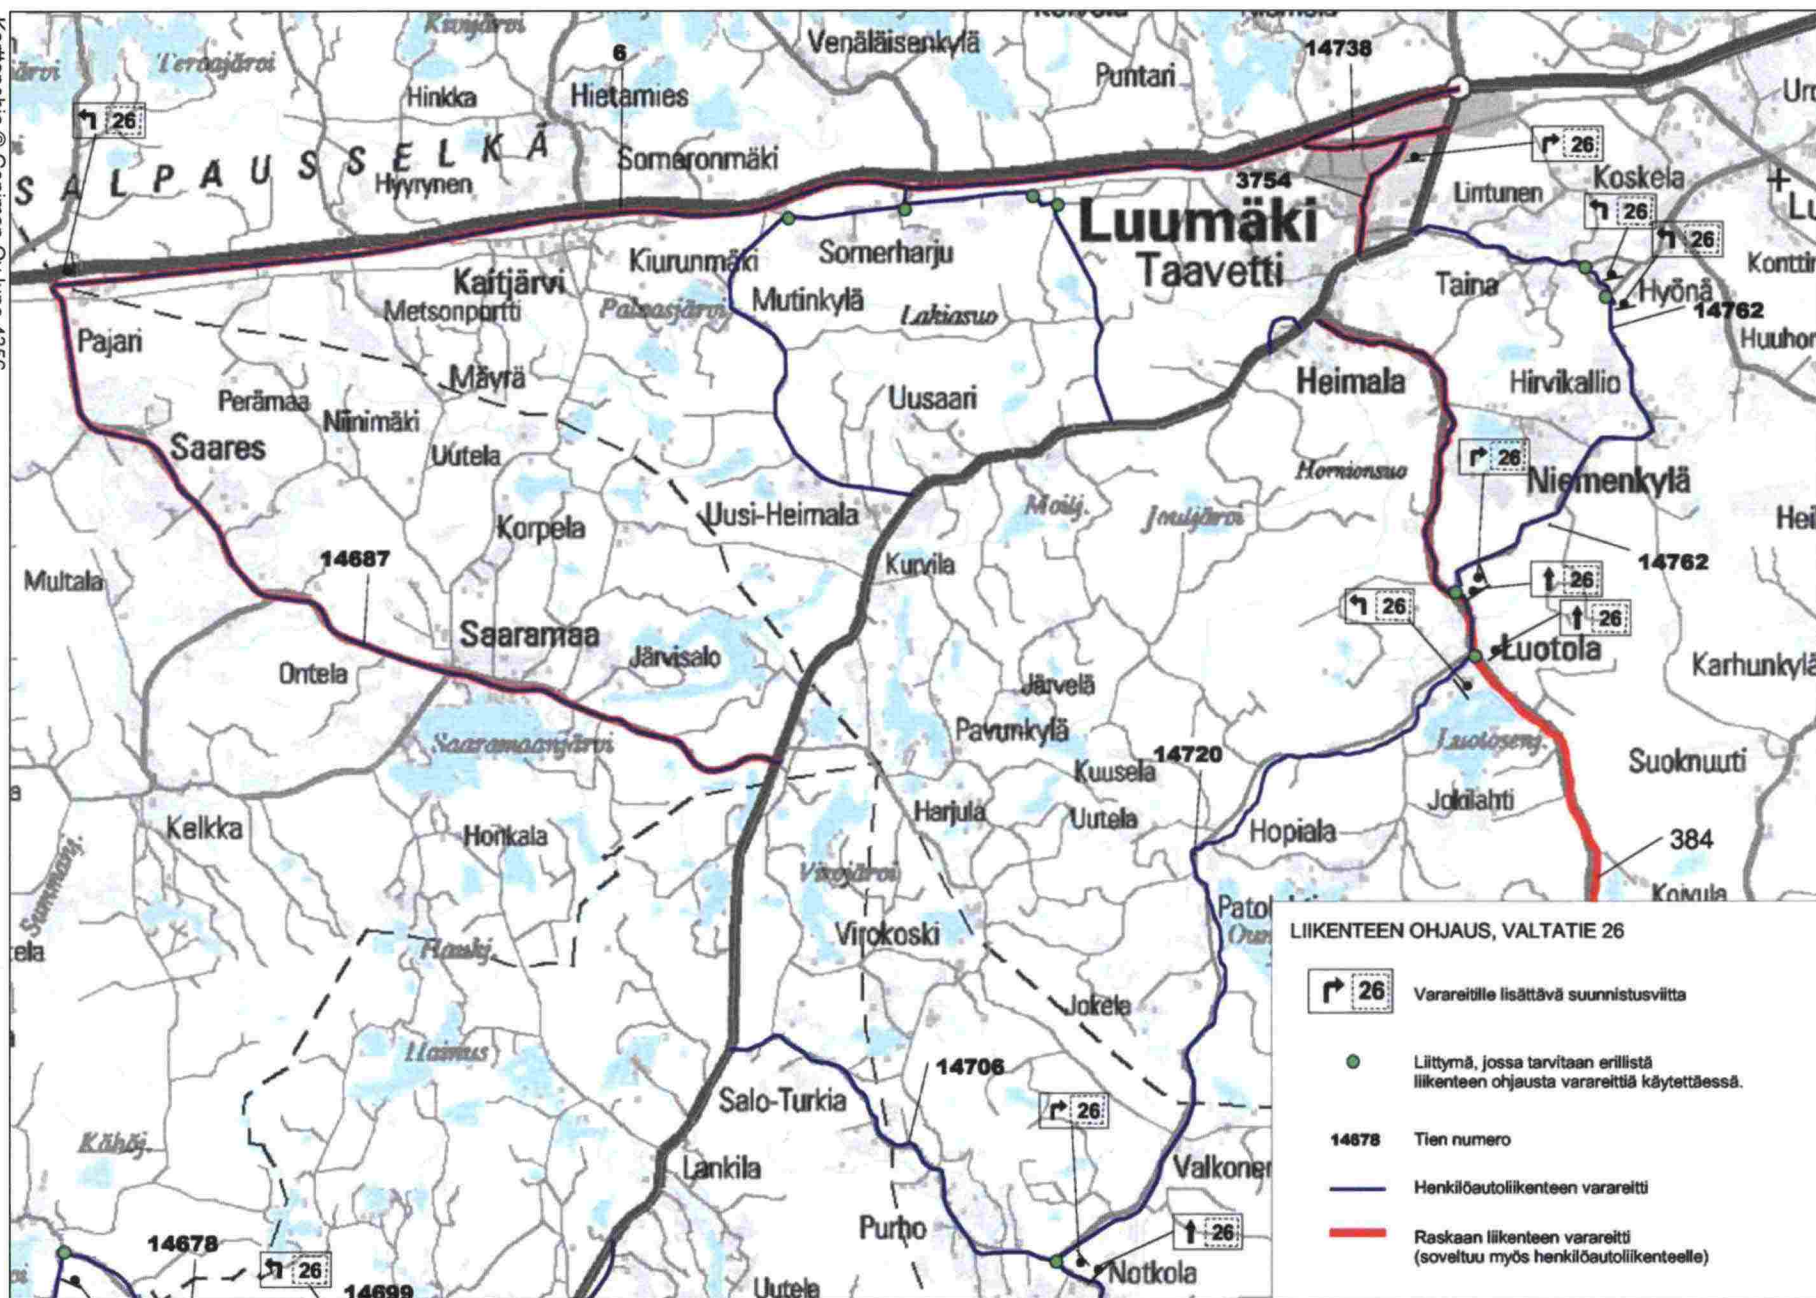 Venäläisenkylä
14738
6
Puntari
Hinkka
Hietamies
26
26
SALPAUSSELKÄ
Someronmäki
Hyyrynen
3754
Lintunen
Koskela
26
Luumäki
Taavetti
26
Kiurunmäki
Somerharju
Kaitjärvi
Mutinkylä
Taina
Hyönä
Metsonportti
Lakiasuo
14762
Pajari
Mäyrä
Heimala
Hirvikallio
Perämaa
Niinimäki
Uusaari
Saares
Uutela
26
Niemenkylä
Korpela
Uusi-Heimala
14687
Kurvila
14762
Multala
26
26
26
Saaramaa
Luotola
Järvisalo
Ontela
Järvelä
Pavunkylä
Saaramaanjärvi
14720
Kuusela
Suoknuuti
Jokilahti
Kelkka
Honkala
Harjula
Uutela
Hopiala
384
Virojärvi
Koivula
Virokoski
Jokela
14706
Salo-Turkia
26
Lankila
Purho
26
14678
26
Notkola
14699
Uutela
LIIKENTEEN OHJAUS, VALTATIE 26
26 Varareitille lisättävä suunnistusviitta
Liittymä, jossa tarvitaan erillistä
liikenteen ohjausta varareittiä käytettäessä.
14678 Tien numero
Henkilöautoliikenteen varareitti
Raskaan liikenteen varareitti
(soveltuu myös henkilöautoliikenteelle)